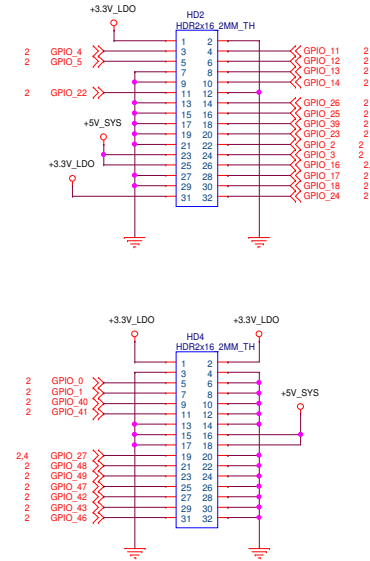 +3.3V_LDO
HD2
HDR2x16_2MM_TH
1 2
2 GPIO_4 3 4 GPIO_11 2
2 GPIO_5 5 6 GPIO_12 2
7 8 GPIO_13 2
9 10 GPIO_14 2
2 GPIO_22 11 12
13 14 GPIO_26 2
15 16 GPIO_25 2
+5V_SYS 17 18 GPIO_39 2
19 20 GPIO_23 2
21 22 GPIO_2 2
23 24 GPIO_3 2
+3.3V_LDO 25 26 GPIO_16 2,
27 28 GPIO_17 2
29 30 GPIO_18 2
31 32 GPIO_24 2
+3.3V_LDO +3.3V_LDO
HD4
HDR2x16_2MM_TH
1 2
3 4
2 GPIO_0 5 6
2 GPIO_1 7 8 +5V_SYS
2 GPIO_40 9 10
2 GPIO_41 11 12
13 14
15 16
17 18
2,4 GPIO_27 19 20
2 GPIO_48 21 22
2 GPIO_49 23 24
2 GPIO_47 25 26
2 GPIO_42 27 28
2 GPIO_43 29 30
2 GPIO_46 31 32